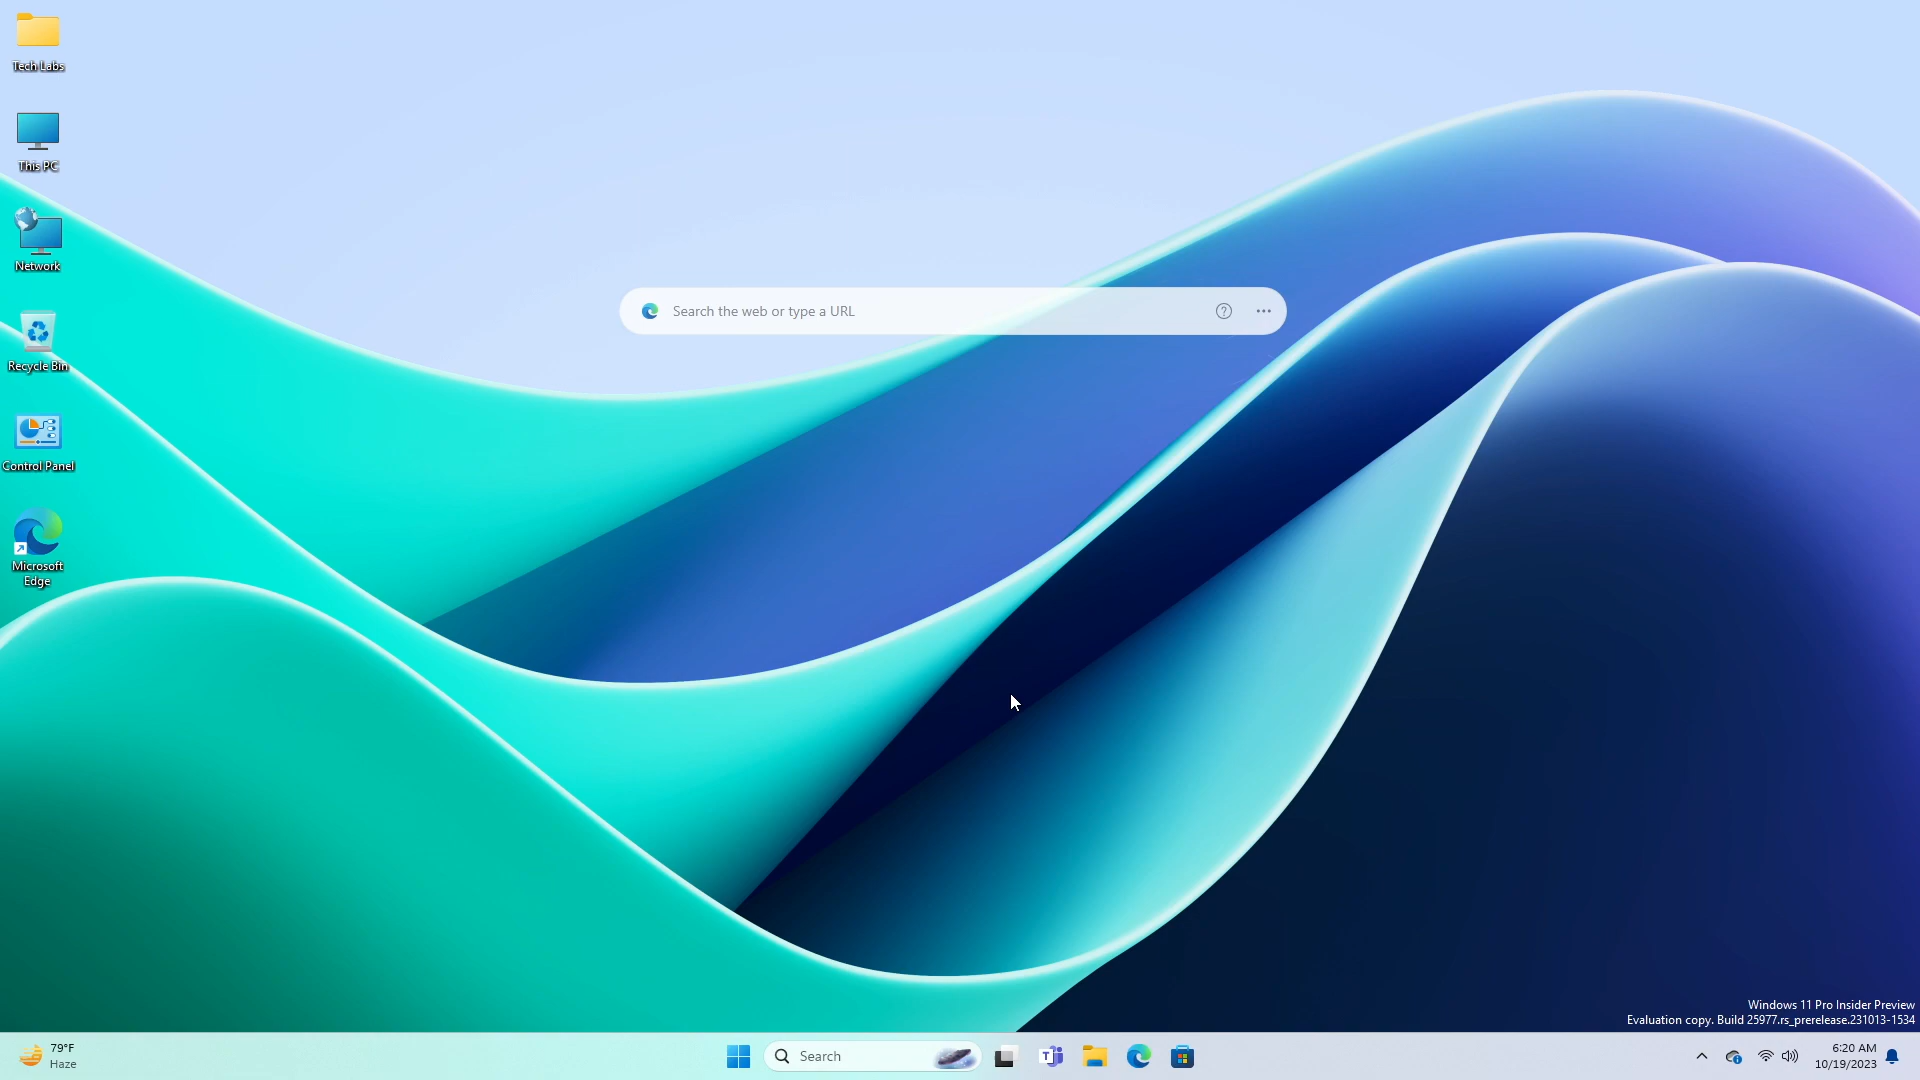 Tech Labs
This PC
Network
Recycle Bin
Control Panel
Microsoft
Edge
Search the web or type a URL
Windows 11 Pro Insider Preview
Evaluation copy. Build 25977.rs_prerelease.231013-1534
79°F
Haze
Search
6:20 AM
10/19/2023